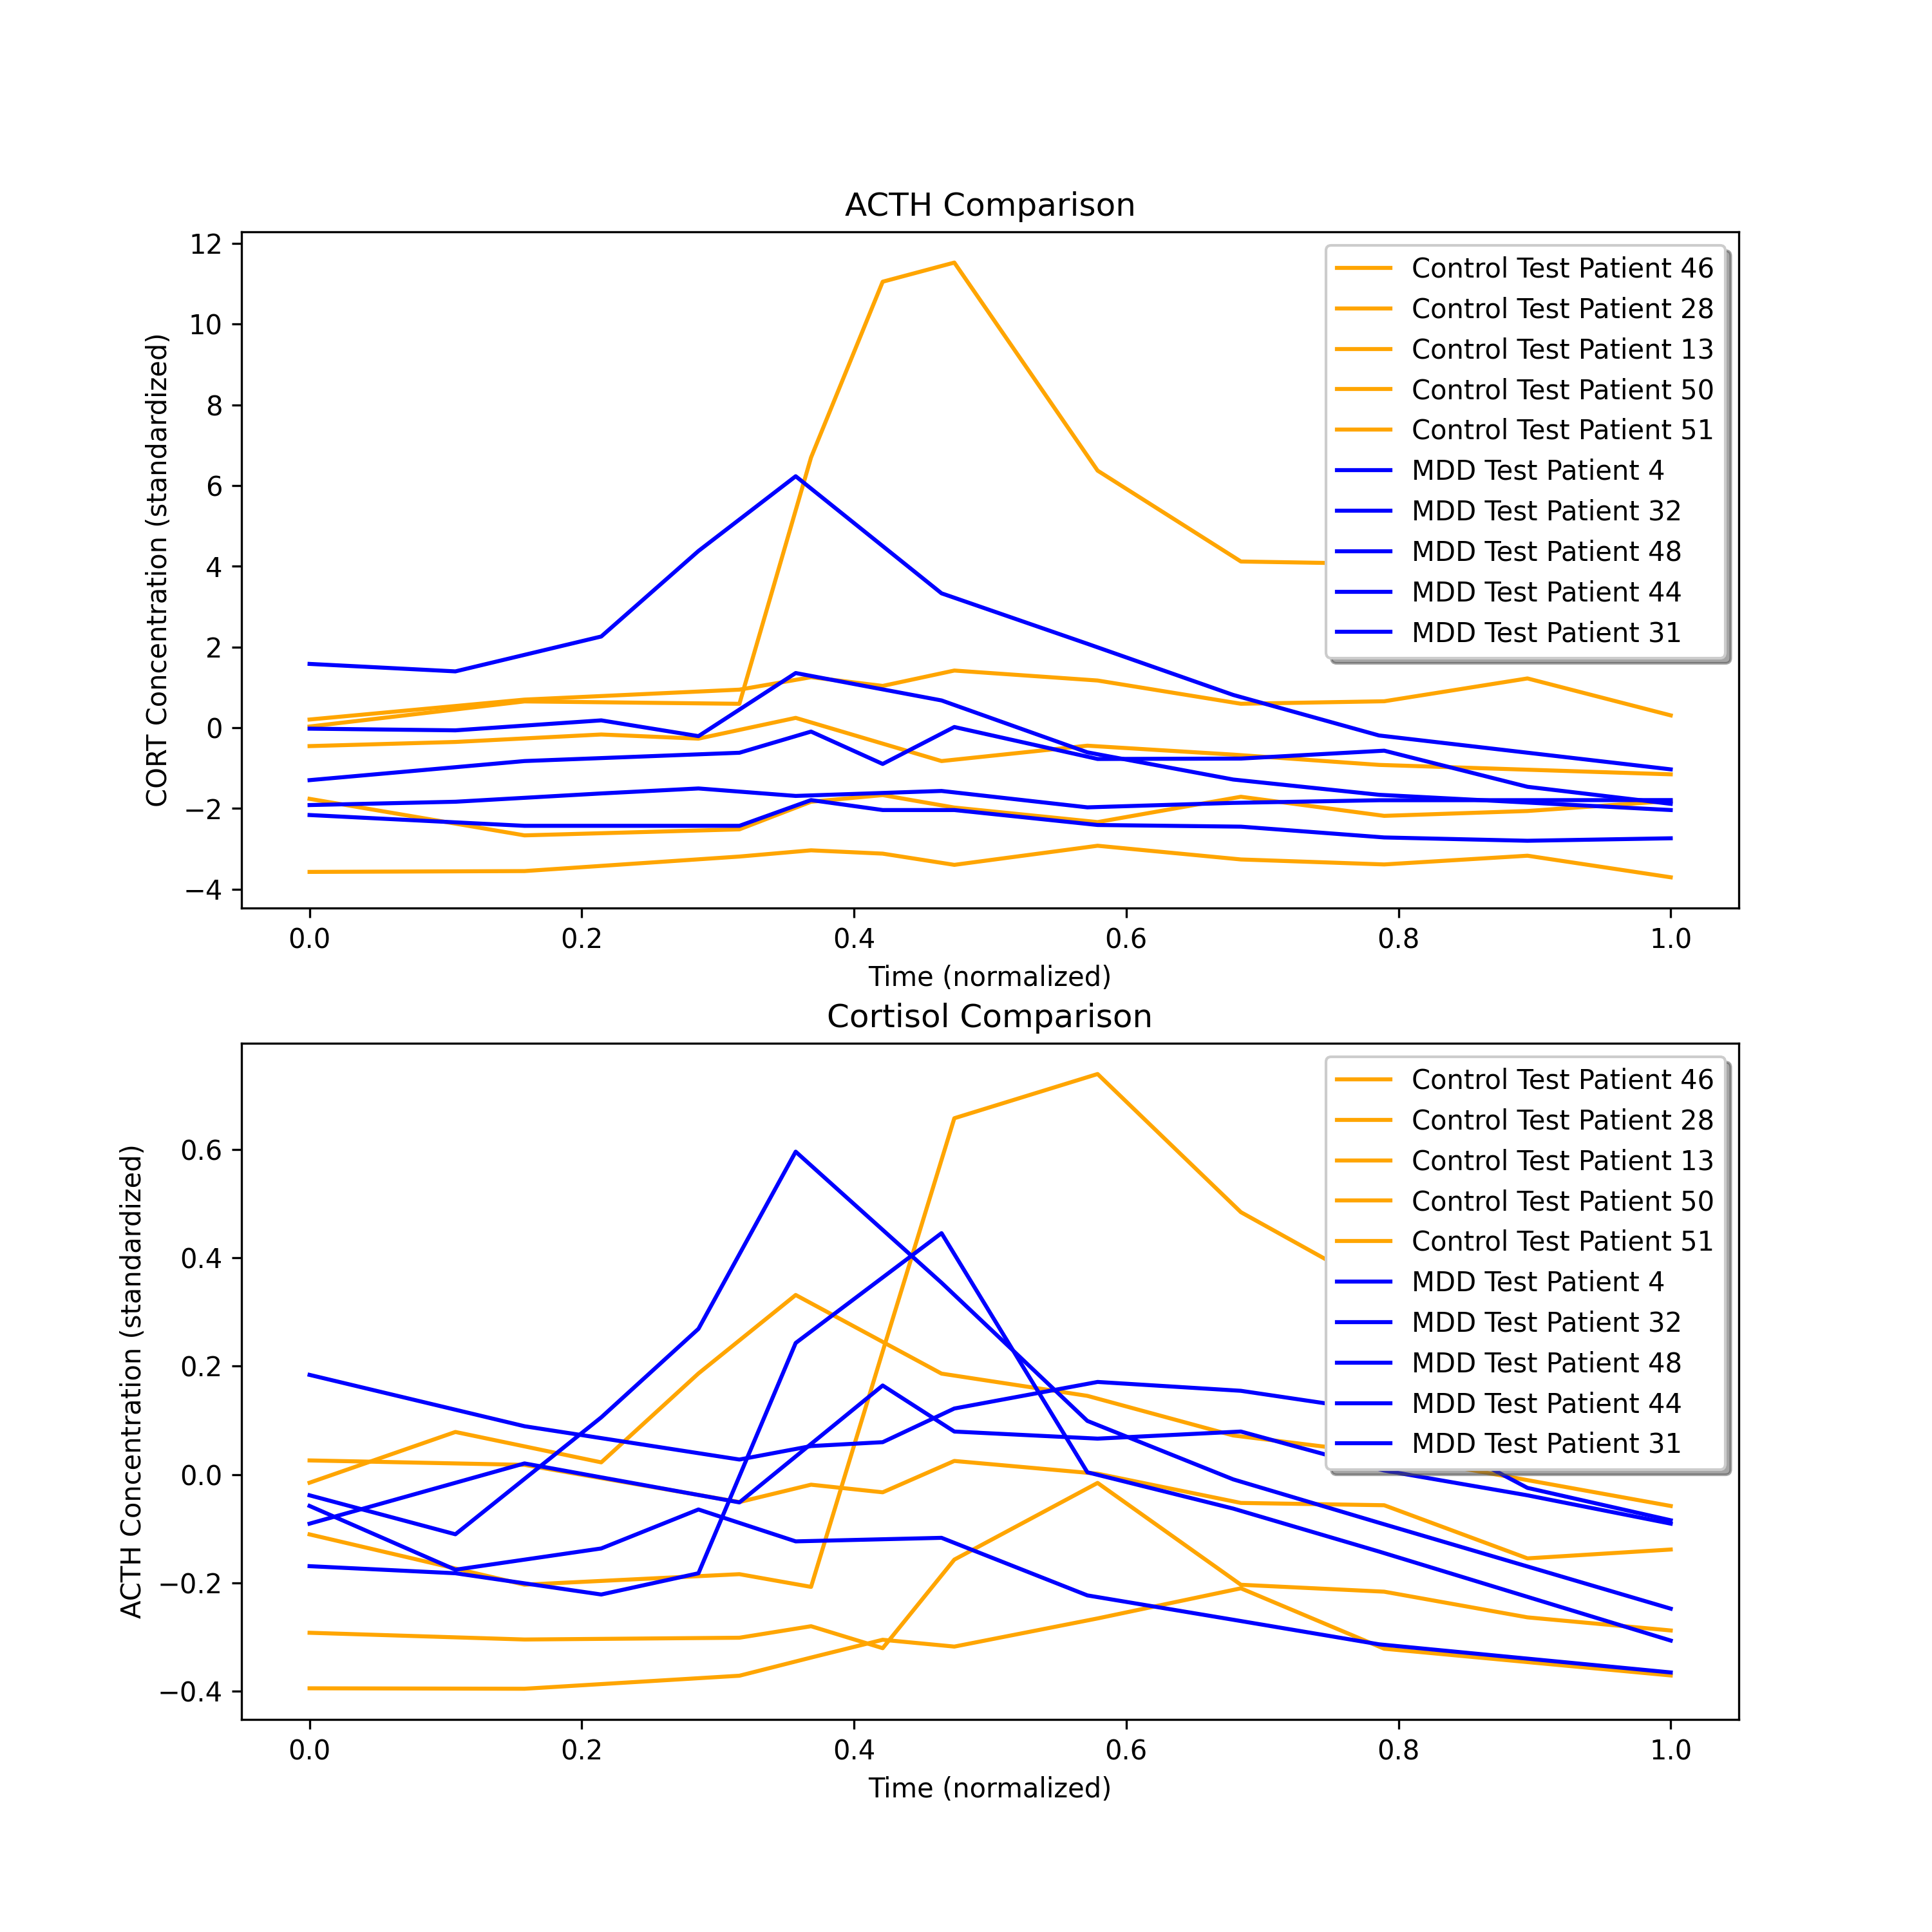 ACTH Comparison
CORT Concentration (standardized)
12
10
8
6
4
2
0
−2
−4
Control Test Patient 46
Control Test Patient 28
Control Test Patient 13
Control Test Patient 50
Control Test Patient 51
MDD Test Patient 4
MDD Test Patient 32
MDD Test Patient 48
MDD Test Patient 44
MDD Test Patient 31
0.0 0.2 0.4 0.6 0.8 1.0
Time (normalized)
Cortisol Comparison
ACTH Concentration (standardized)
0.6
0.4
0.2
0.0
−0.2
−0.4
Control Test Patient 46
Control Test Patient 28
Control Test Patient 13
Control Test Patient 50
Control Test Patient 51
MDD Test Patient 4
MDD Test Patient 32
MDD Test Patient 48
MDD Test Patient 44
MDD Test Patient 31
0.0 0.2 0.4 0.6 0.8 1.0
Time (normalized)